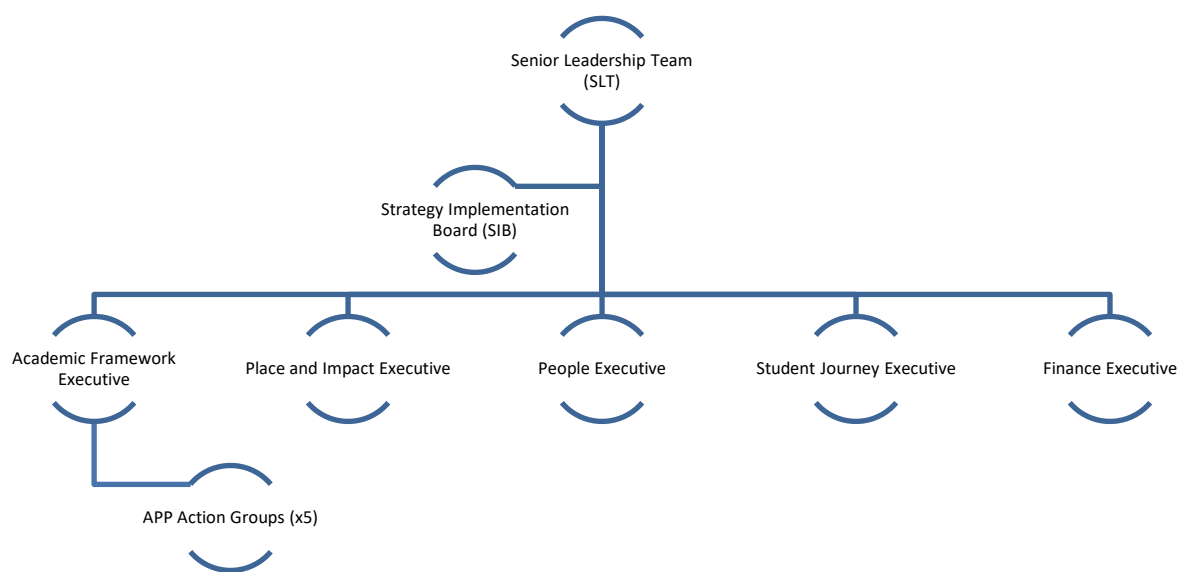 Senior Leadership Team
(SLT)
Strategy Implementation
Board (SIB)
Academic Framework
Executive
Place and Impact Executive
People Executive
Student Journey Executive
Finance Executive
APP Action Groups (x5)